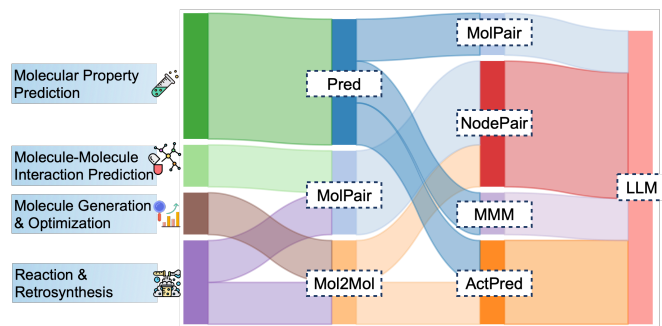 Molecular Property
Prediction
Molecule-Molecule
Interaction Prediction
Molecule Generation
& Optimization
Reaction &
Retrosynthesis
Pred
MolPair
Mol2Mol
MolPair
NodePair
MMM
ActPred
LLM